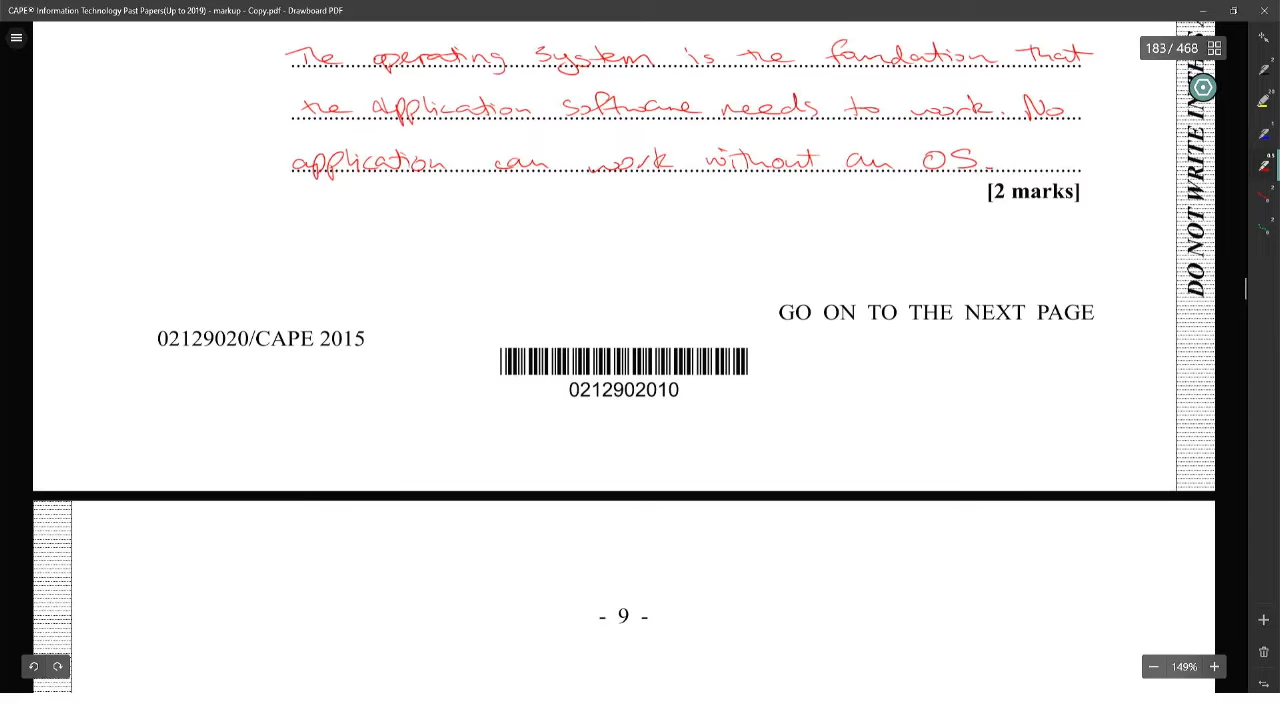 CAPE® Information Technology Past Papers(Up to 2019) - markup - Copy.pdf - Drawboard PDF
183 / 468
The operating system is the foundation that
the application software needs to work. No
application can work without an OS.
[2 marks]
DO NOT WRITE IN
GO ON TO THE NEXT PAGE
02129020/CAPE 2015
0212902010
- 9 -
149%